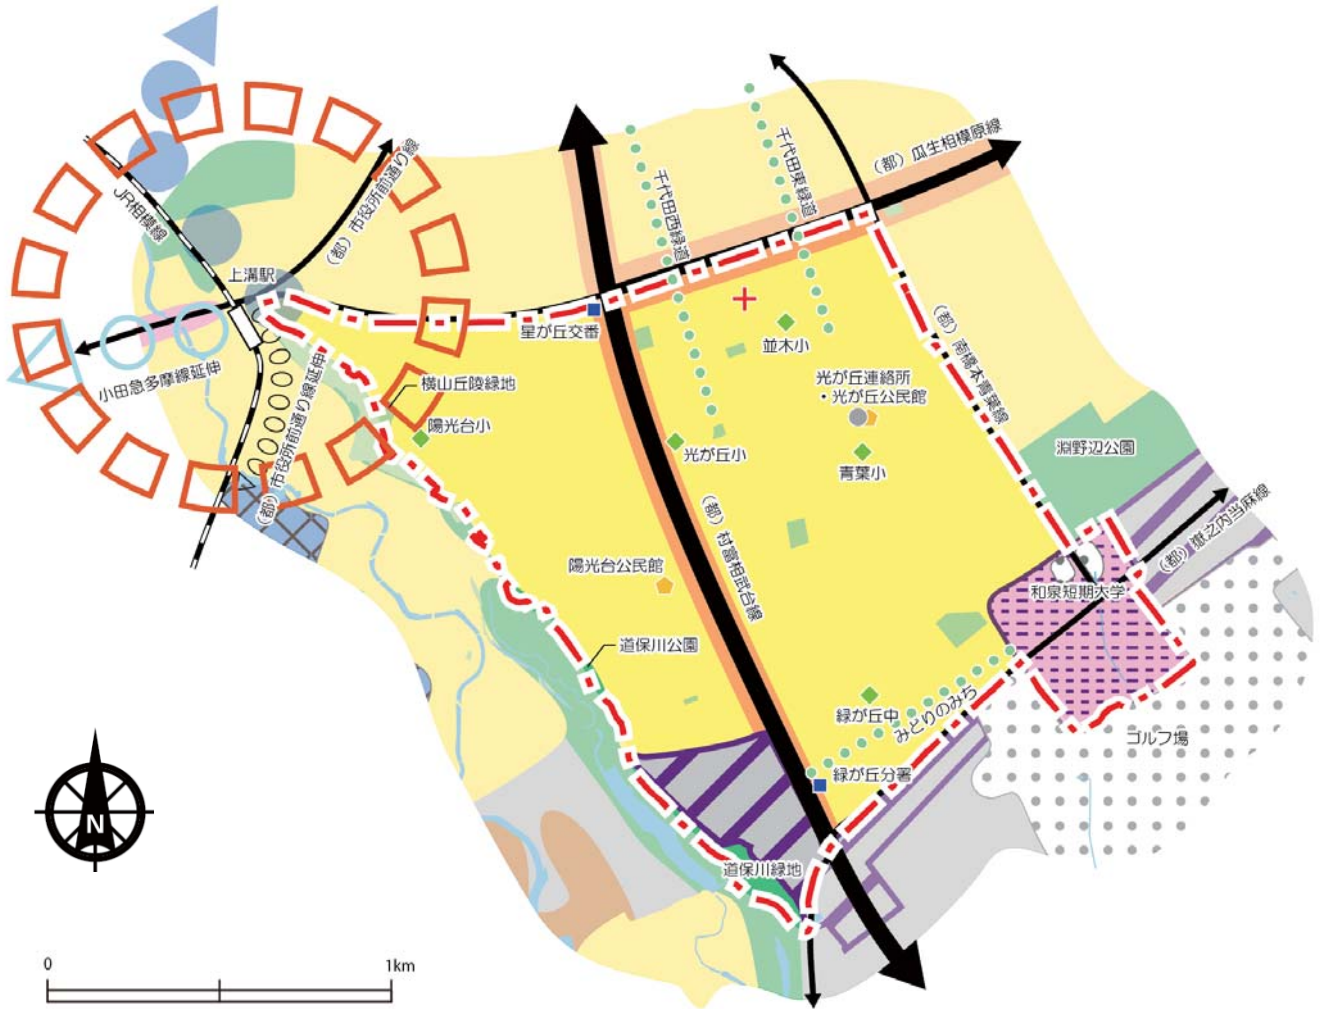 (都)瓜生相模原線
千代田東緑道
千代田西緑道
(都)市役所前通り線
JR相模線
上溝駅
星が丘交番
並木小
(都)南橋本青葉線
小田急多摩線延伸
(都)市役所前通り線延伸
横山丘陵緑地
陽光台小
光が丘連絡所
・光が丘公民館
光が丘小
青葉小
淵野辺公園
(都)嶽之内当麻線
(都)村富相武台線
陽光台公民館
和泉短期大学
道保川公園
緑が丘中
みどりのみち
ゴルフ場
緑が丘分署
道保川緑地
N
0
1km